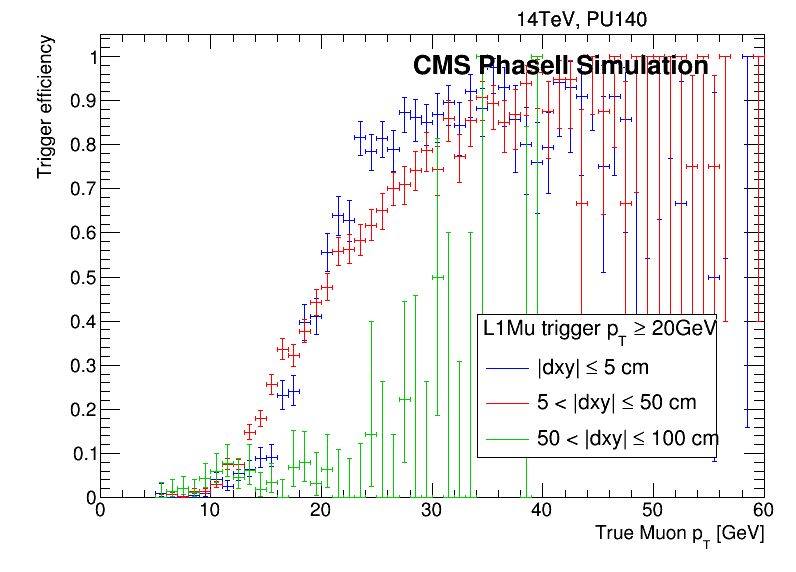 14TeV, PU140
CMS PhaseII Simulation
Trigger efficiency
1
0.9
0.8
0.7
0.6
0.5
0.4
0.3
0.2
0.1
0
L1Mu trigger p_T ≥ 20GeV
|dxy| ≤ 5 cm
5 < |dxy| ≤ 50 cm
50 < |dxy| ≤ 100 cm
0 10 20 30 40 50 60
True Muon p_T [GeV]